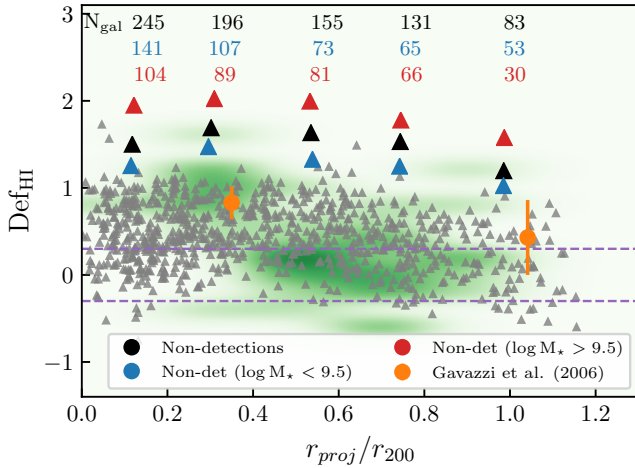 N_gal 245 196 155 131 83
141 107 73 65 53
104 89 81 66 30
3
2
1
0
−1
Def_HI
Non-detections
Non-det (log M⋆ < 9.5)
Non-det (log M⋆ > 9.5)
Gavazzi et al. (2006)
0.0 0.2 0.4 0.6 0.8 1.0 1.2
r_proj/r_200